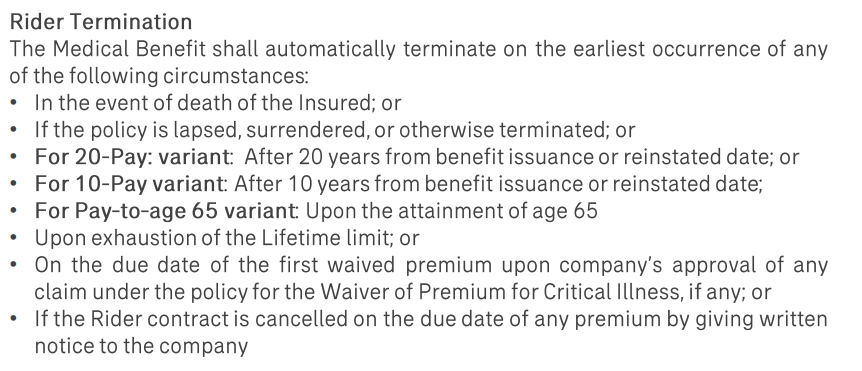 Rider Termination
The Medical Benefit shall automatically terminate on the earliest occurrence of any
of the following circumstances:
• In the event of death of the Insured; or
• If the policy is lapsed, surrendered, or otherwise terminated; or
• For 20-Pay: variant: After 20 years from benefit issuance or reinstated date; or
• For 10-Pay variant: After 10 years from benefit issuance or reinstated date;
• For Pay-to-age 65 variant: Upon the attainment of age 65
• Upon exhaustion of the Lifetime limit; or
• On the due date of the first waived premium upon company's approval of any
claim under the policy for the Waiver of Premium for Critical Illness, if any; or
• If the Rider contract is cancelled on the due date of any premium by giving written
notice to the company